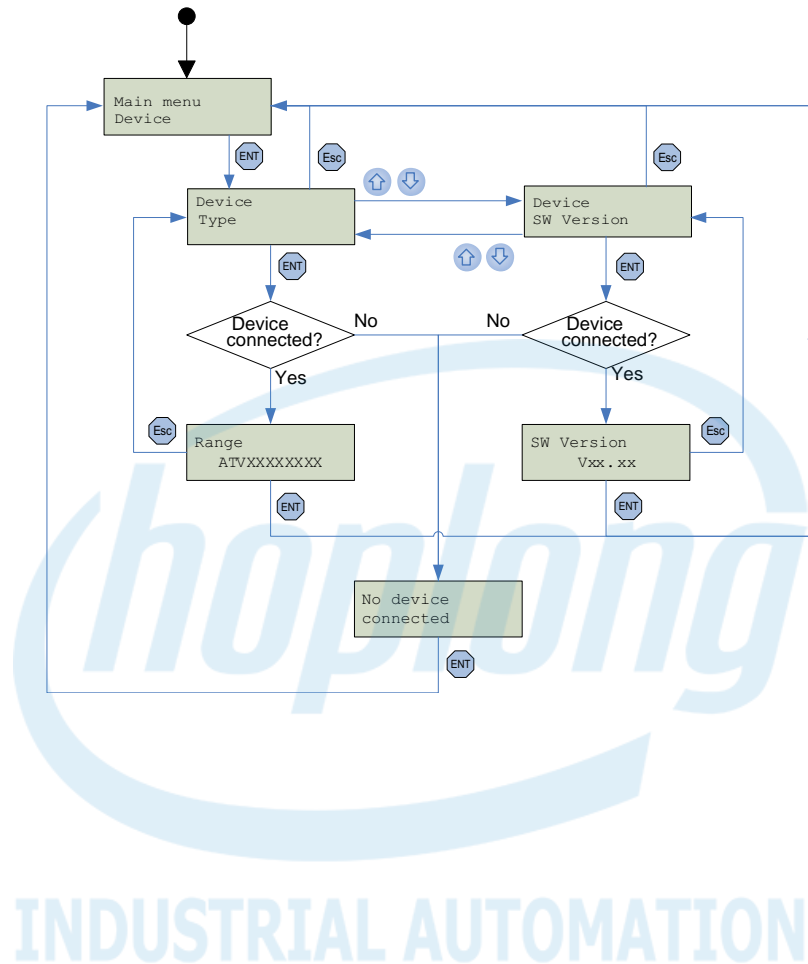 Main menu
Device
ENT
Esc
Esc
Device
Type
Device
SW Version
ENT
ENT
Device
connected?
No
No
Device
connected?
Yes
Yes
Esc
Range
ATVXXXXXXXX
SW Version
Vxx.xx
Esc
ENT
ENT
No device
connected
ENT
hoplong
INDUSTRIAL AUTOMATION